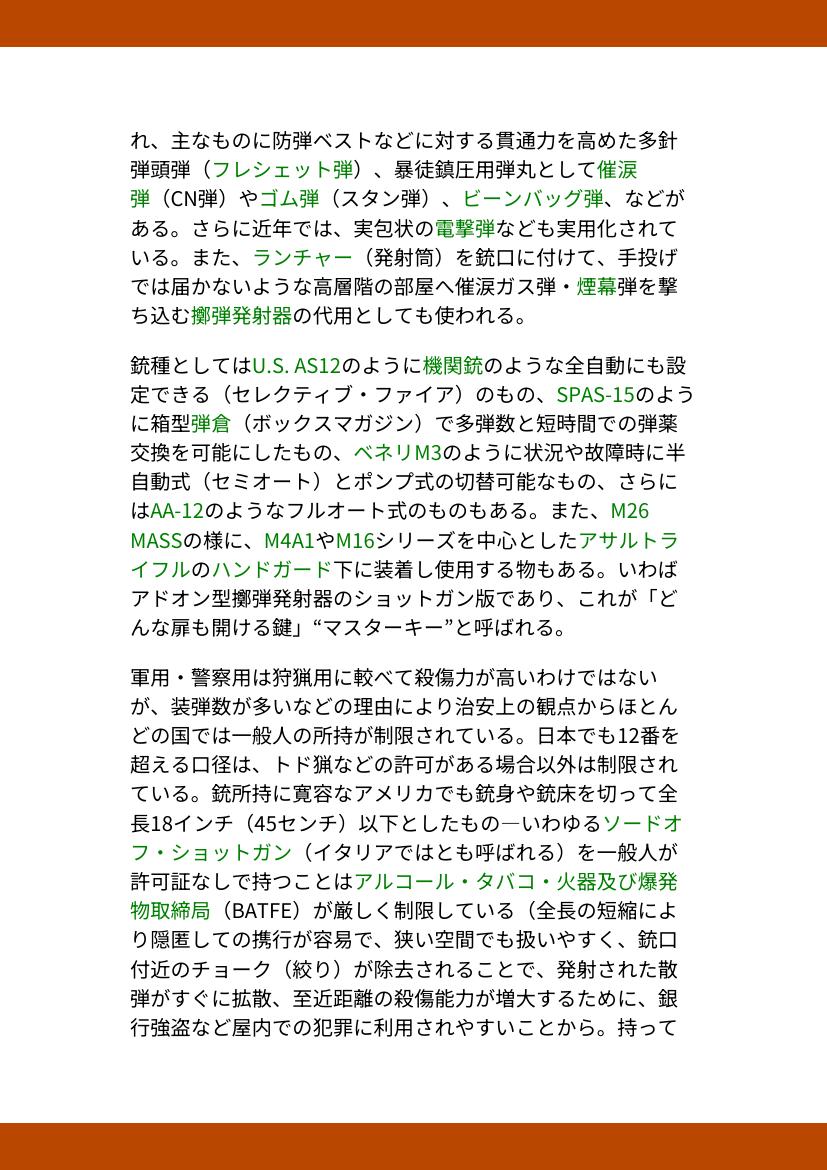 れ、主なものに防弾ベストなどに対する貫通力を高めた多針
弾頭弾（フレシェット弾）、暴徒鎮圧用弾丸として催涙
弾（CN弾）やゴム弾（スタン弾）、ビーンバッグ弾、などが
ある。さらに近年では、実包状の電撃弾なども実用化されて
いる。また、ランチャー（発射筒）を銃口に付けて、手投げ
では届かないような高層階の部屋へ催涙ガス弾・煙幕弾を撃
ち込む擲弾発射器の代用としても使われる。
銃種としてはU.S. AS12のように機関銃のような全自動にも設
定できる（セレクティブ・ファイア）のもの、SPAS-15のよう
に箱型弾倉（ボックスマガジン）で多弾数と短時間での弾薬
交換を可能にしたもの、ベネリM3のように状況や故障時に半
自動式（セミオート）とポンプ式の切替可能なもの、さらに
はAA-12のようなフルオート式のものもある。また、M26
MASSの様に、M4A1やM16シリーズを中心としたアサルトラ
イフルのハンドガード下に装着し使用する物もある。いわば
アドオン型擲弾発射器のショットガン版であり、これが「ど
んな扉も開ける鍵」“マスターキー”と呼ばれる。
軍用・警察用は狩猟用に較べて殺傷力が高いわけではない
が、装弾数が多いなどの理由により治安上の観点からほとん
どの国では一般人の所持が制限されている。日本でも12番を
超える口径は、トド猟などの許可がある場合以外は制限され
ている。銃所持に寛容なアメリカでも銃身や銃床を切って全
長18インチ（45センチ）以下としたもの―いわゆるソードオ
フ・ショットガン（イタリアではとも呼ばれる）を一般人が
許可証なしで持つことはアルコール・タバコ・火器及び爆発
物取締局（BATFE）が厳しく制限している（全長の短縮によ
り隠匿しての携行が容易で、狭い空間でも扱いやすく、銃口
付近のチョーク（絞り）が除去されることで、発射された散
弾がすぐに拡散、至近距離の殺傷能力が増大するために、銀
行強盗など屋内での犯罪に利用されやすいことから。持って